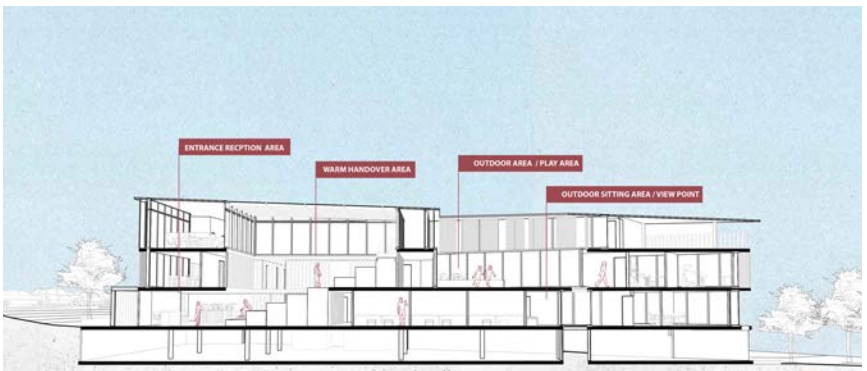 ENTRANCE RECPTION AREA
WARM HANDOVER AREA
OUTDOOR AREA / PLAY AREA
OUTDOOR SITTING AREA / VIEW POINT